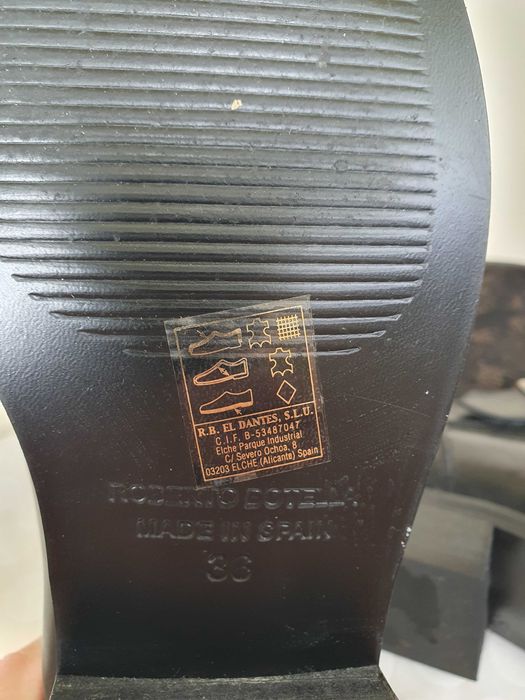 R.B. EL DANTES, S.L.U.
C.I.F. B-53487047
Elche Parque Industrial
C/ Severo Ochoa, 8
03203 ELCHE (Alicante) Spain
ROBERTO BOTELLA
MADE IN SPAIN
36